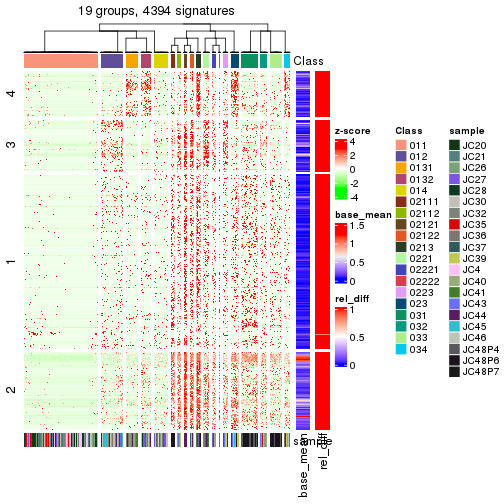 19 groups, 4394 signatures
Class
4
3
1
2
sample
base_mean
rel_diff
z-score
4
2
0
-2
-4
base_mean
1.5
1
0.5
0
rel_diff
1
0.5
0
Class
011
012
0131
0132
014
02111
02112
02121
02122
0213
0221
02221
02222
0223
023
031
032
033
034
sample
JC20
JC21
JC26
JC27
JC28
JC30
JC32
JC35
JC36
JC37
JC39
JC4
JC40
JC41
JC43
JC44
JC45
JC46
JC48P4
JC48P6
JC48P7